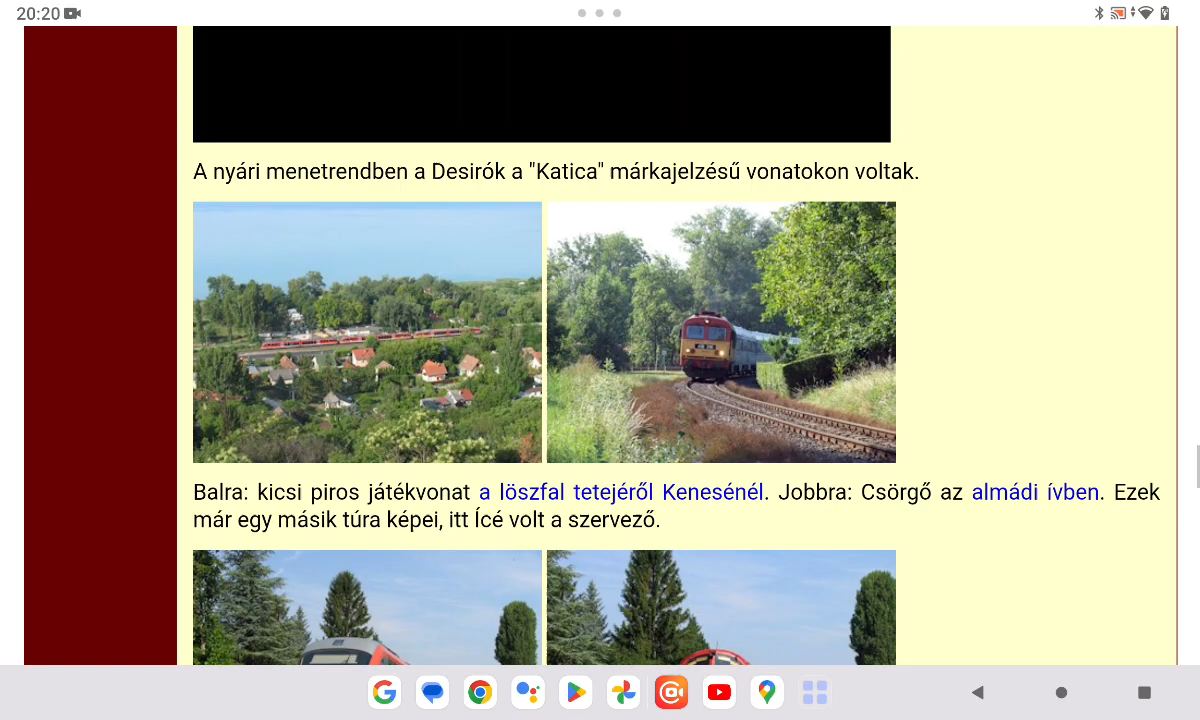 20:20
A nyári menetrendben a Desirók a "Katica" márkajelzésű vonatokon voltak.
Balra: kicsi piros játékvonat a löszfal tetejéről Kenesénél. Jobbra: Csörgő az almádi ívben. Ezek
már egy másik túra képei, itt Ícé volt a szervező.